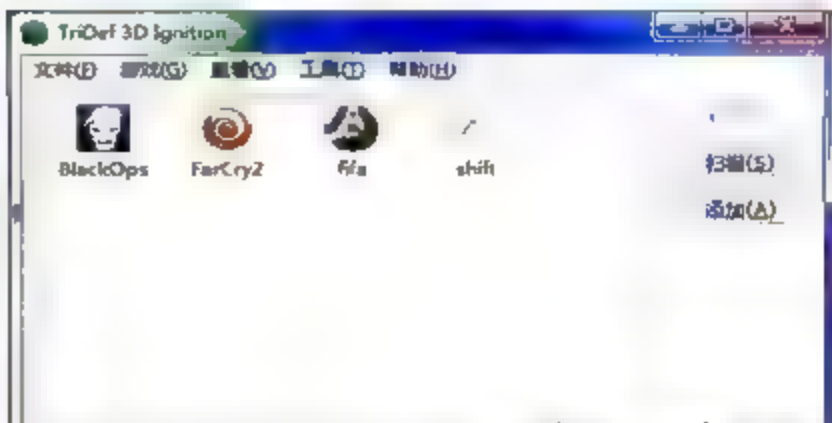 TriDef 3D Ignition
文件(F) 游戏(G) 查看(V) 工具(T) 帮助(H)
BlackOps FarCry2 fifa shift
扫描(S)
添加(A)